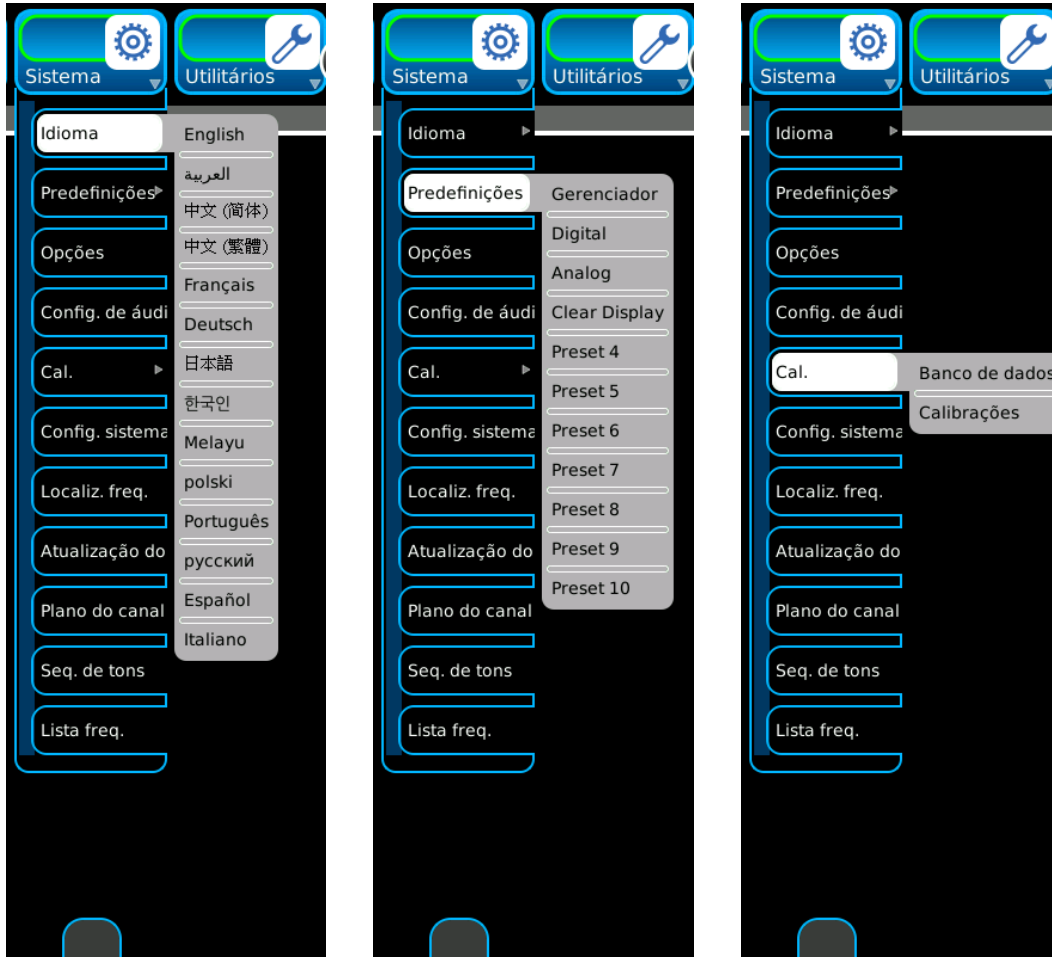 Sistema
Utilitários
Idioma
Predefinições
Opções
Config. de áudi
Cal.
Config. sistema
Localiz. freq.
Atualização do
Plano do canal
Seq. de tons
Lista freq.
English
العربية
中文 (简体)
中文 (繁體)
Français
Deutsch
日本語
한국인
Melayu
polski
Português
русский
Español
Italiano
Sistema
Utilitários
Idioma
Predefinições
Opções
Config. de áudi
Cal.
Config. sistema
Localiz. freq.
Atualização do
Plano do canal
Seq. de tons
Lista freq.
Gerenciador
Digital
Analog
Clear Display
Preset 4
Preset 5
Preset 6
Preset 7
Preset 8
Preset 9
Preset 10
Sistema
Utilitários
Idioma
Predefinições
Opções
Config. de áudi
Cal.
Config. sistema
Localiz. freq.
Atualização do
Plano do canal
Seq. de tons
Lista freq.
Banco de dados
Calibrações